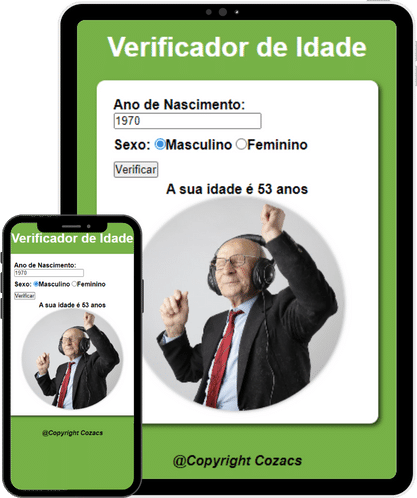 Verificador de Idade
Ano de Nascimento:
1970
Sexo: Masculino Feminino
Verificar
A sua idade é 53 anos
@Copyright Cozacs
Verificador de Idade
Ano de Nascimento:
1970
Sexo: Masculino Feminino
Verificar
A sua idade é 53 anos
@Copyright Cozacs